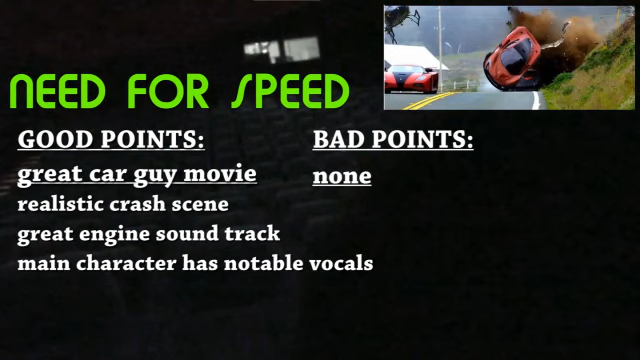 NEED FOR SPEED
GOOD POINTS:
great car guy movie
realistic crash scene
great engine sound track
main character has notable vocals
BAD POINTS:
none